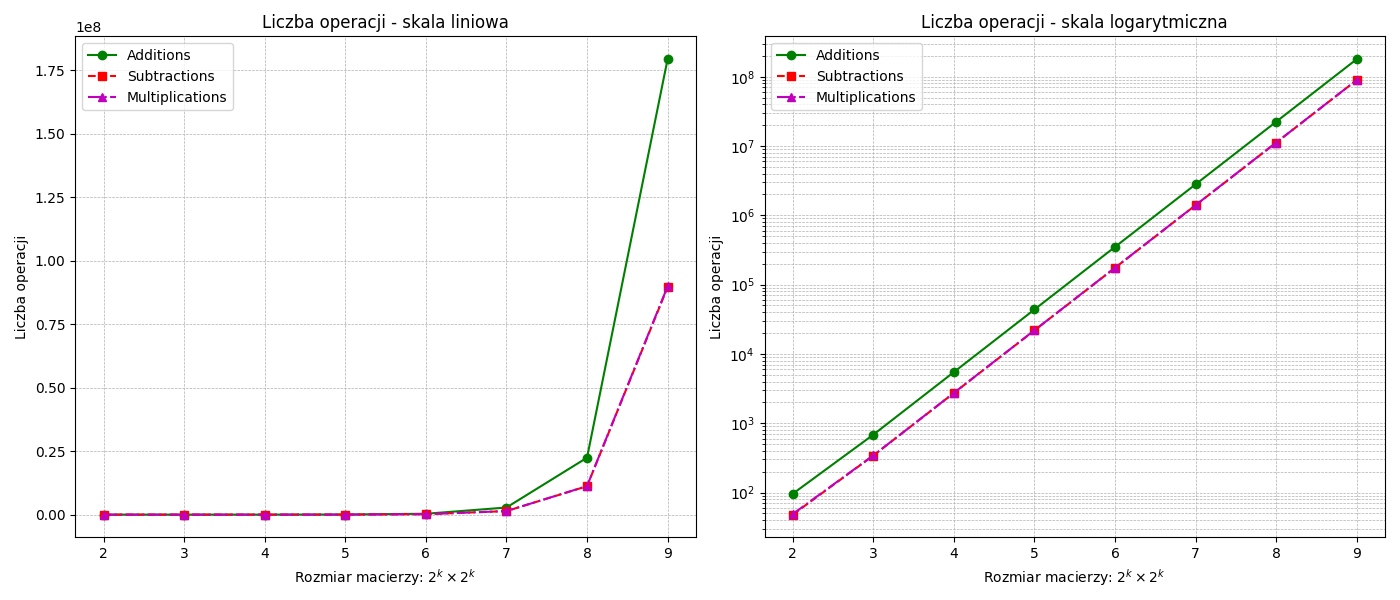 Liczba operacji - skala liniowa
1e8
Additions
Subtractions
Multiplications
1.75
1.50
1.25
1.00
0.75
0.50
0.25
0.00
Liczba operacji
2 3 4 5 6 7 8 9
Rozmiar macierzy: 2^k × 2^k
Liczba operacji - skala logarytmiczna
Additions
Subtractions
Multiplications
10^8
10^7
10^6
10^5
10^4
10^3
10^2
Liczba operacji
2 3 4 5 6 7 8 9
Rozmiar macierzy: 2^k × 2^k